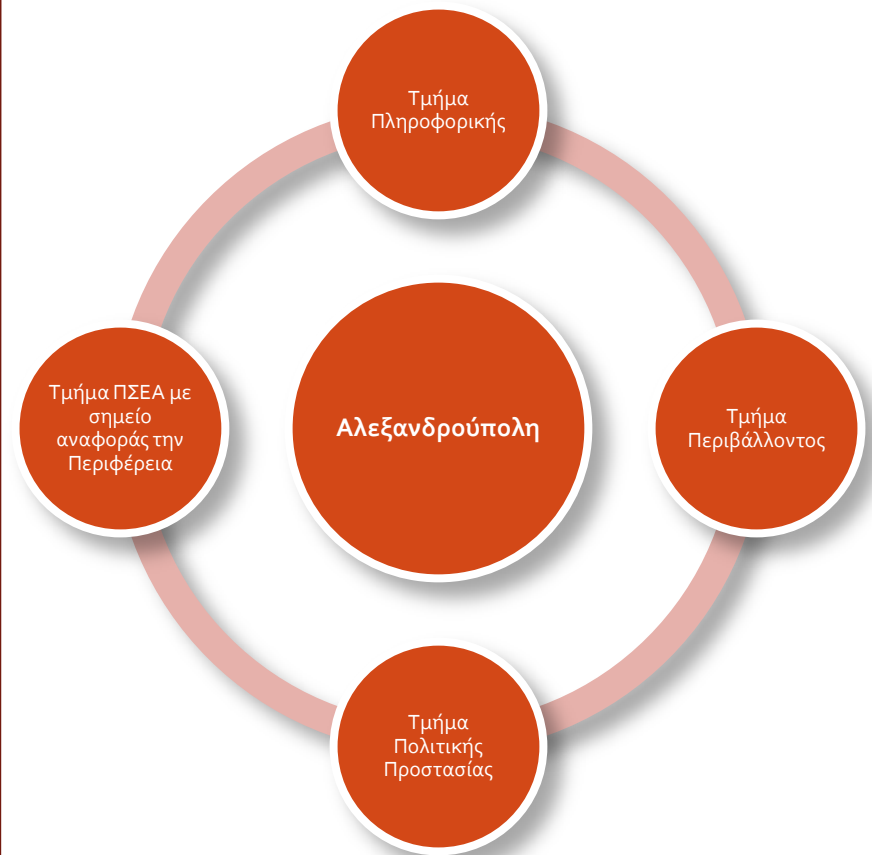 Τμήμα
Πληροφορικής
Τμήμα ΠΣΕΑ με
σημείο
αναφοράς την
Περιφέρεια
Αλεξανδρούπολη
Τμήμα
Περιβάλλοντος
Τμήμα
Πολιτικής
Προστασίας